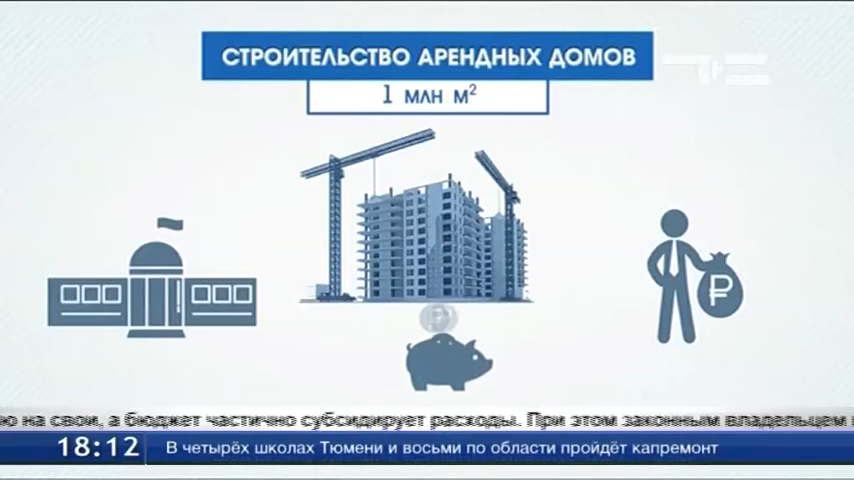 СТРОИТЕЛЬСТВО АРЕНДНЫХ ДОМОВ
1 МЛН М²
₽
₽
на свои, а бюджет частично субсидирует расходы. При этом законным владельцем
18:12 В четырёх школах Тюмени и восьми по области пройдёт капремонт